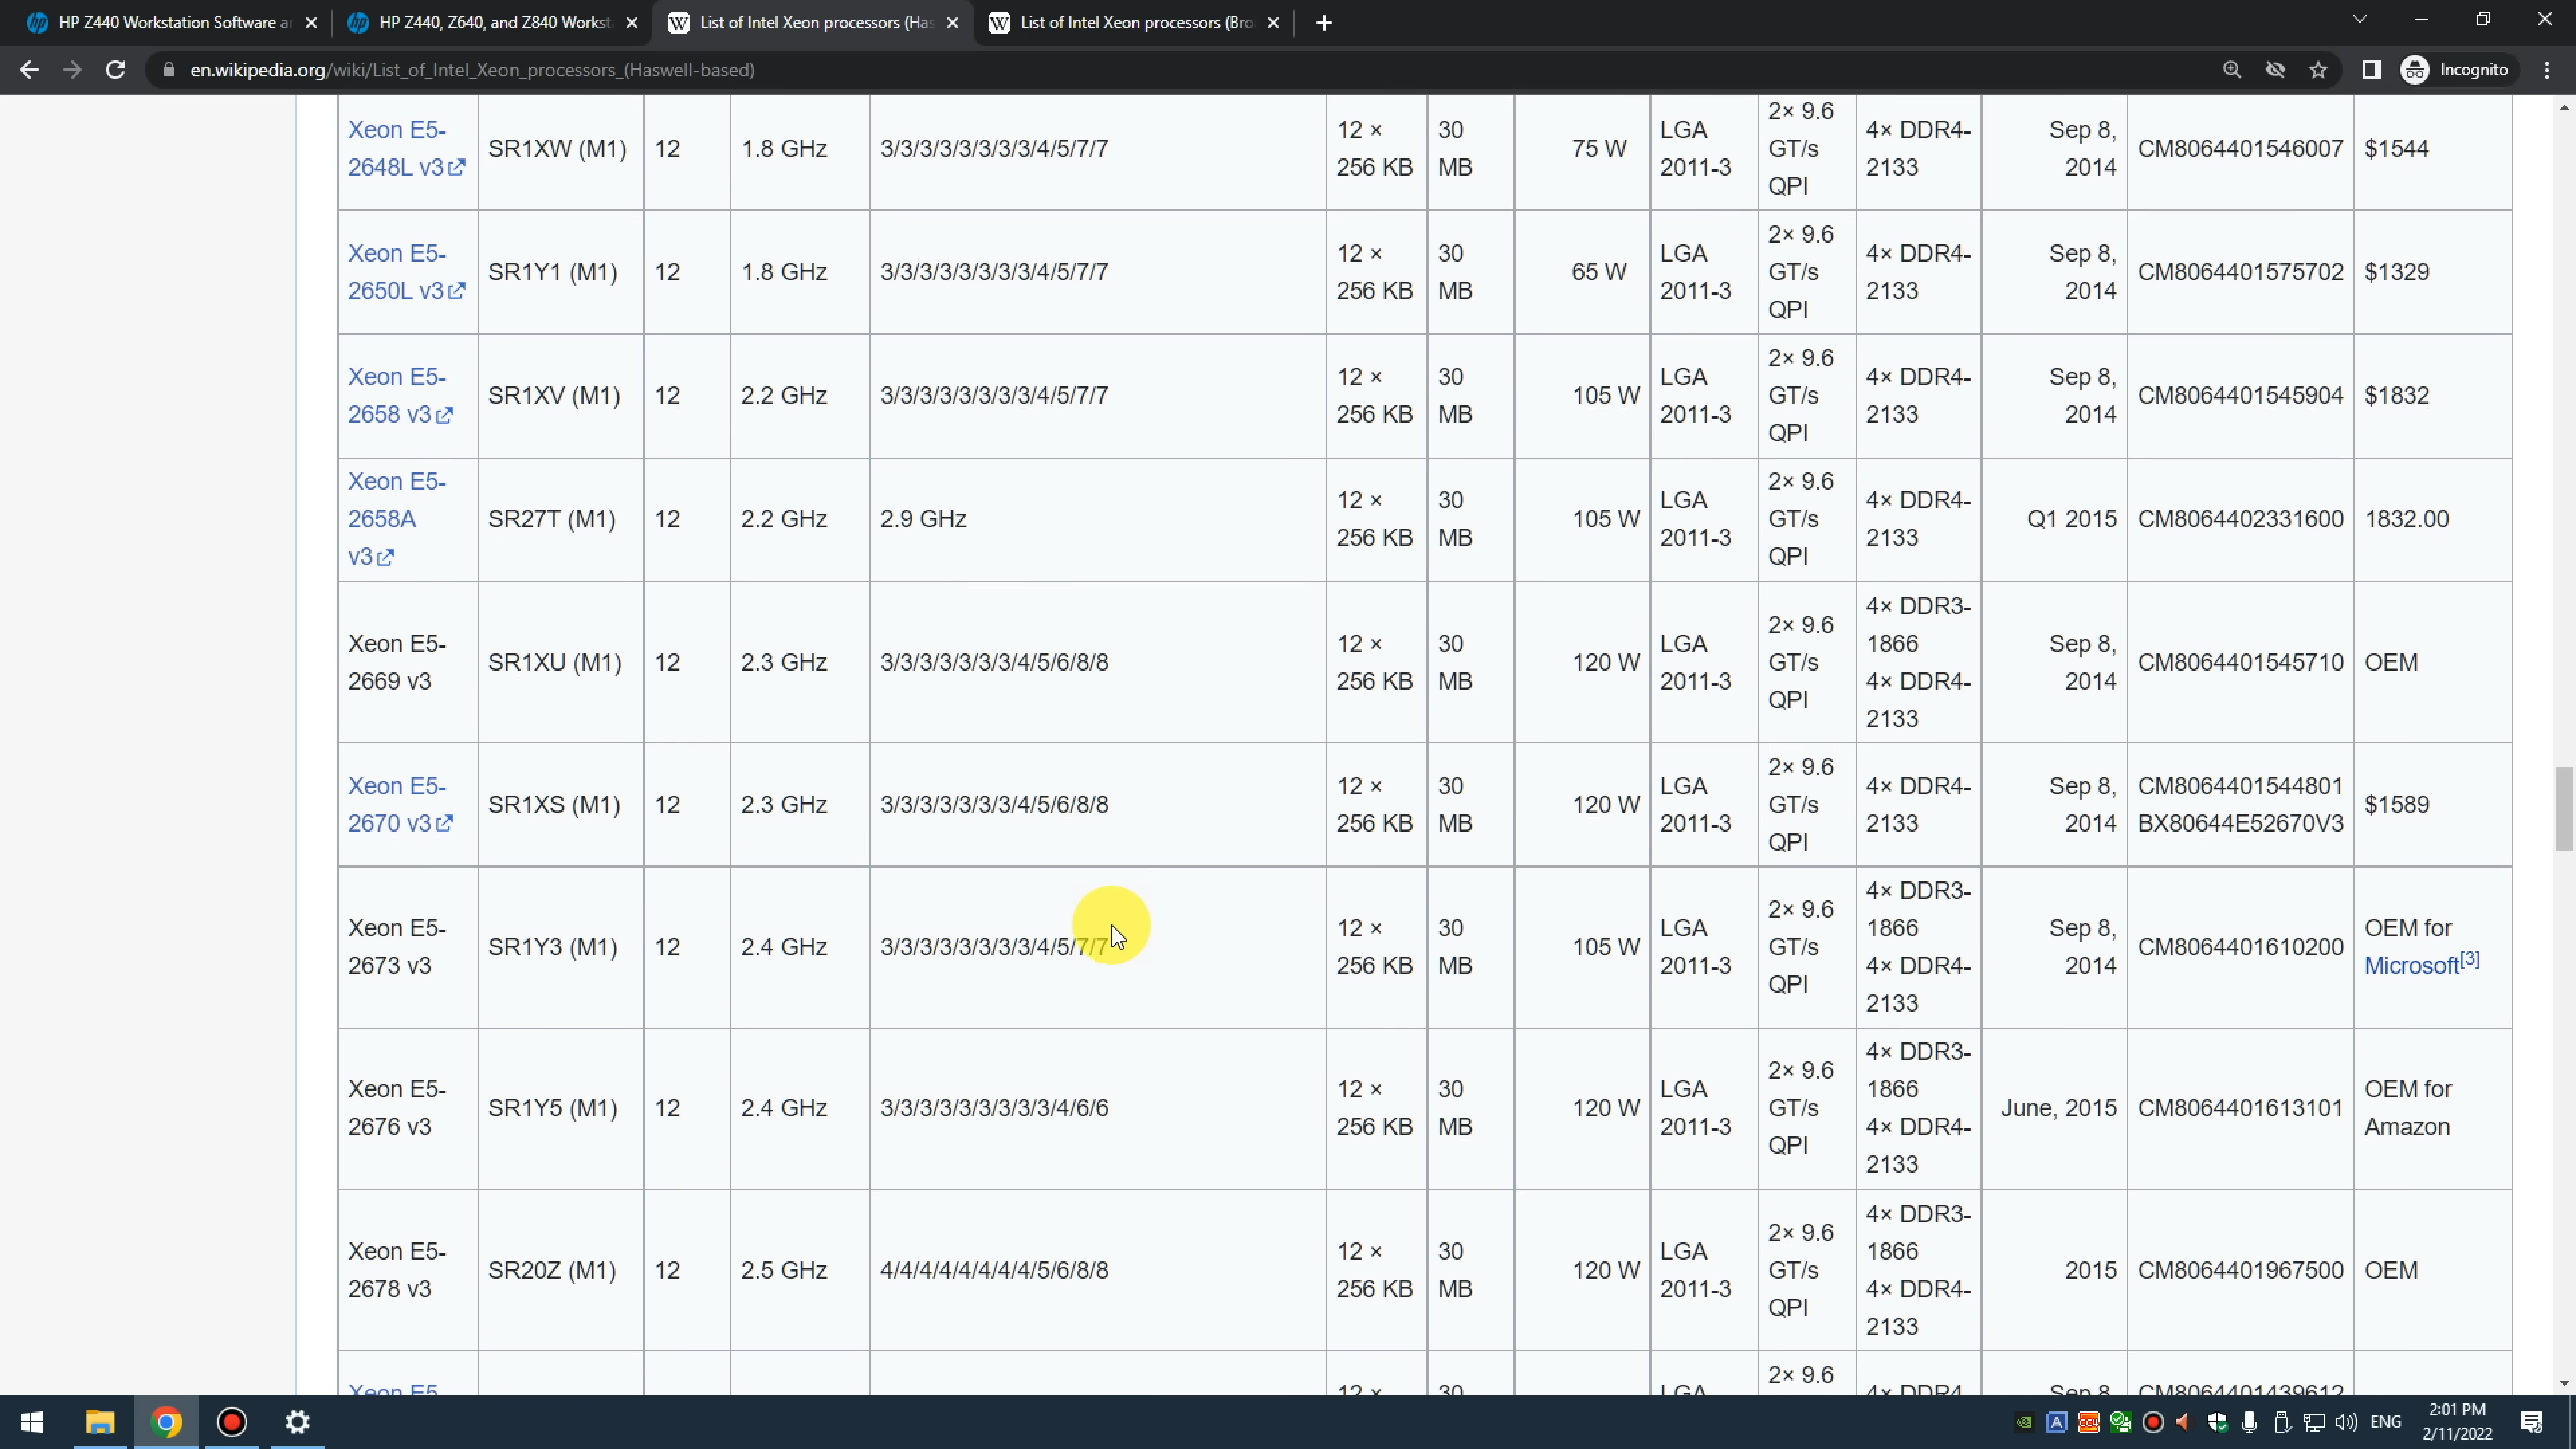 HP Z440 Workstation Software a
HP Z440, Z640, and Z840 Workst
List of Intel Xeon processors (Has
List of Intel Xeon processors (Bro
en.wikipedia.org/wiki/List_of_Intel_Xeon_processors_(Haswell-based)
Incognito
Xeon E5-
2648L v3
SR1XW (M1)
12
1.8 GHz
3/3/3/3/3/3/3/3/4/5/7/7
12 ×
256 KB
30
MB
75 W
LGA
2011-3
2× 9.6
GT/s
QPI
4× DDR4-
2133
Sep 8,
2014
CM8064401546007
$1544
Xeon E5-
2650L v3
SR1Y1 (M1)
12
1.8 GHz
3/3/3/3/3/3/3/3/4/5/7/7
12 ×
256 KB
30
MB
65 W
LGA
2011-3
2× 9.6
GT/s
QPI
4× DDR4-
2133
Sep 8,
2014
CM8064401575702
$1329
Xeon E5-
2658 v3
SR1XV (M1)
12
2.2 GHz
3/3/3/3/3/3/3/3/4/5/7/7
12 ×
256 KB
30
MB
105 W
LGA
2011-3
2× 9.6
GT/s
QPI
4× DDR4-
2133
Sep 8,
2014
CM8064401545904
$1832
Xeon E5-
2658A
v3
SR27T (M1)
12
2.2 GHz
2.9 GHz
12 ×
256 KB
30
MB
105 W
LGA
2011-3
2× 9.6
GT/s
QPI
4× DDR4-
2133
Q1 2015
CM8064402331600
1832.00
Xeon E5-
2669 v3
SR1XU (M1)
12
2.3 GHz
3/3/3/3/3/3/3/4/5/6/8/8
12 ×
256 KB
30
MB
120 W
LGA
2011-3
2× 9.6
GT/s
QPI
4× DDR3-
1866
4× DDR4-
2133
Sep 8,
2014
CM8064401545710
OEM
Xeon E5-
2670 v3
SR1XS (M1)
12
2.3 GHz
3/3/3/3/3/3/3/4/5/6/8/8
12 ×
256 KB
30
MB
120 W
LGA
2011-3
2× 9.6
GT/s
QPI
4× DDR4-
2133
Sep 8,
2014
CM8064401544801
BX80644E52670V3
$1589
Xeon E5-
2673 v3
SR1Y3 (M1)
12
2.4 GHz
3/3/3/3/3/3/3/3/4/5/7/7
12 ×
256 KB
30
MB
105 W
LGA
2011-3
2× 9.6
GT/s
QPI
4× DDR3-
1866
4× DDR4-
2133
Sep 8,
2014
CM8064401610200
OEM for
Microsoft[3]
Xeon E5-
2676 v3
SR1Y5 (M1)
12
2.4 GHz
3/3/3/3/3/3/3/3/3/4/6/6
12 ×
256 KB
30
MB
120 W
LGA
2011-3
2× 9.6
GT/s
QPI
4× DDR3-
1866
4× DDR4-
2133
June, 2015
CM8064401613101
OEM for
Amazon
Xeon E5-
2678 v3
SR20Z (M1)
12
2.5 GHz
4/4/4/4/4/4/4/4/5/6/8/8
12 ×
256 KB
30
MB
120 W
LGA
2011-3
2× 9.6
GT/s
QPI
4× DDR3-
1866
4× DDR4-
2133
2015
CM8064401967500
OEM
Xeon E5
12 ×
30
LGA
2× 9.6
4× DDR4
Sep 8
CM8064401439612
ENG
2:01 PM
2/11/2022